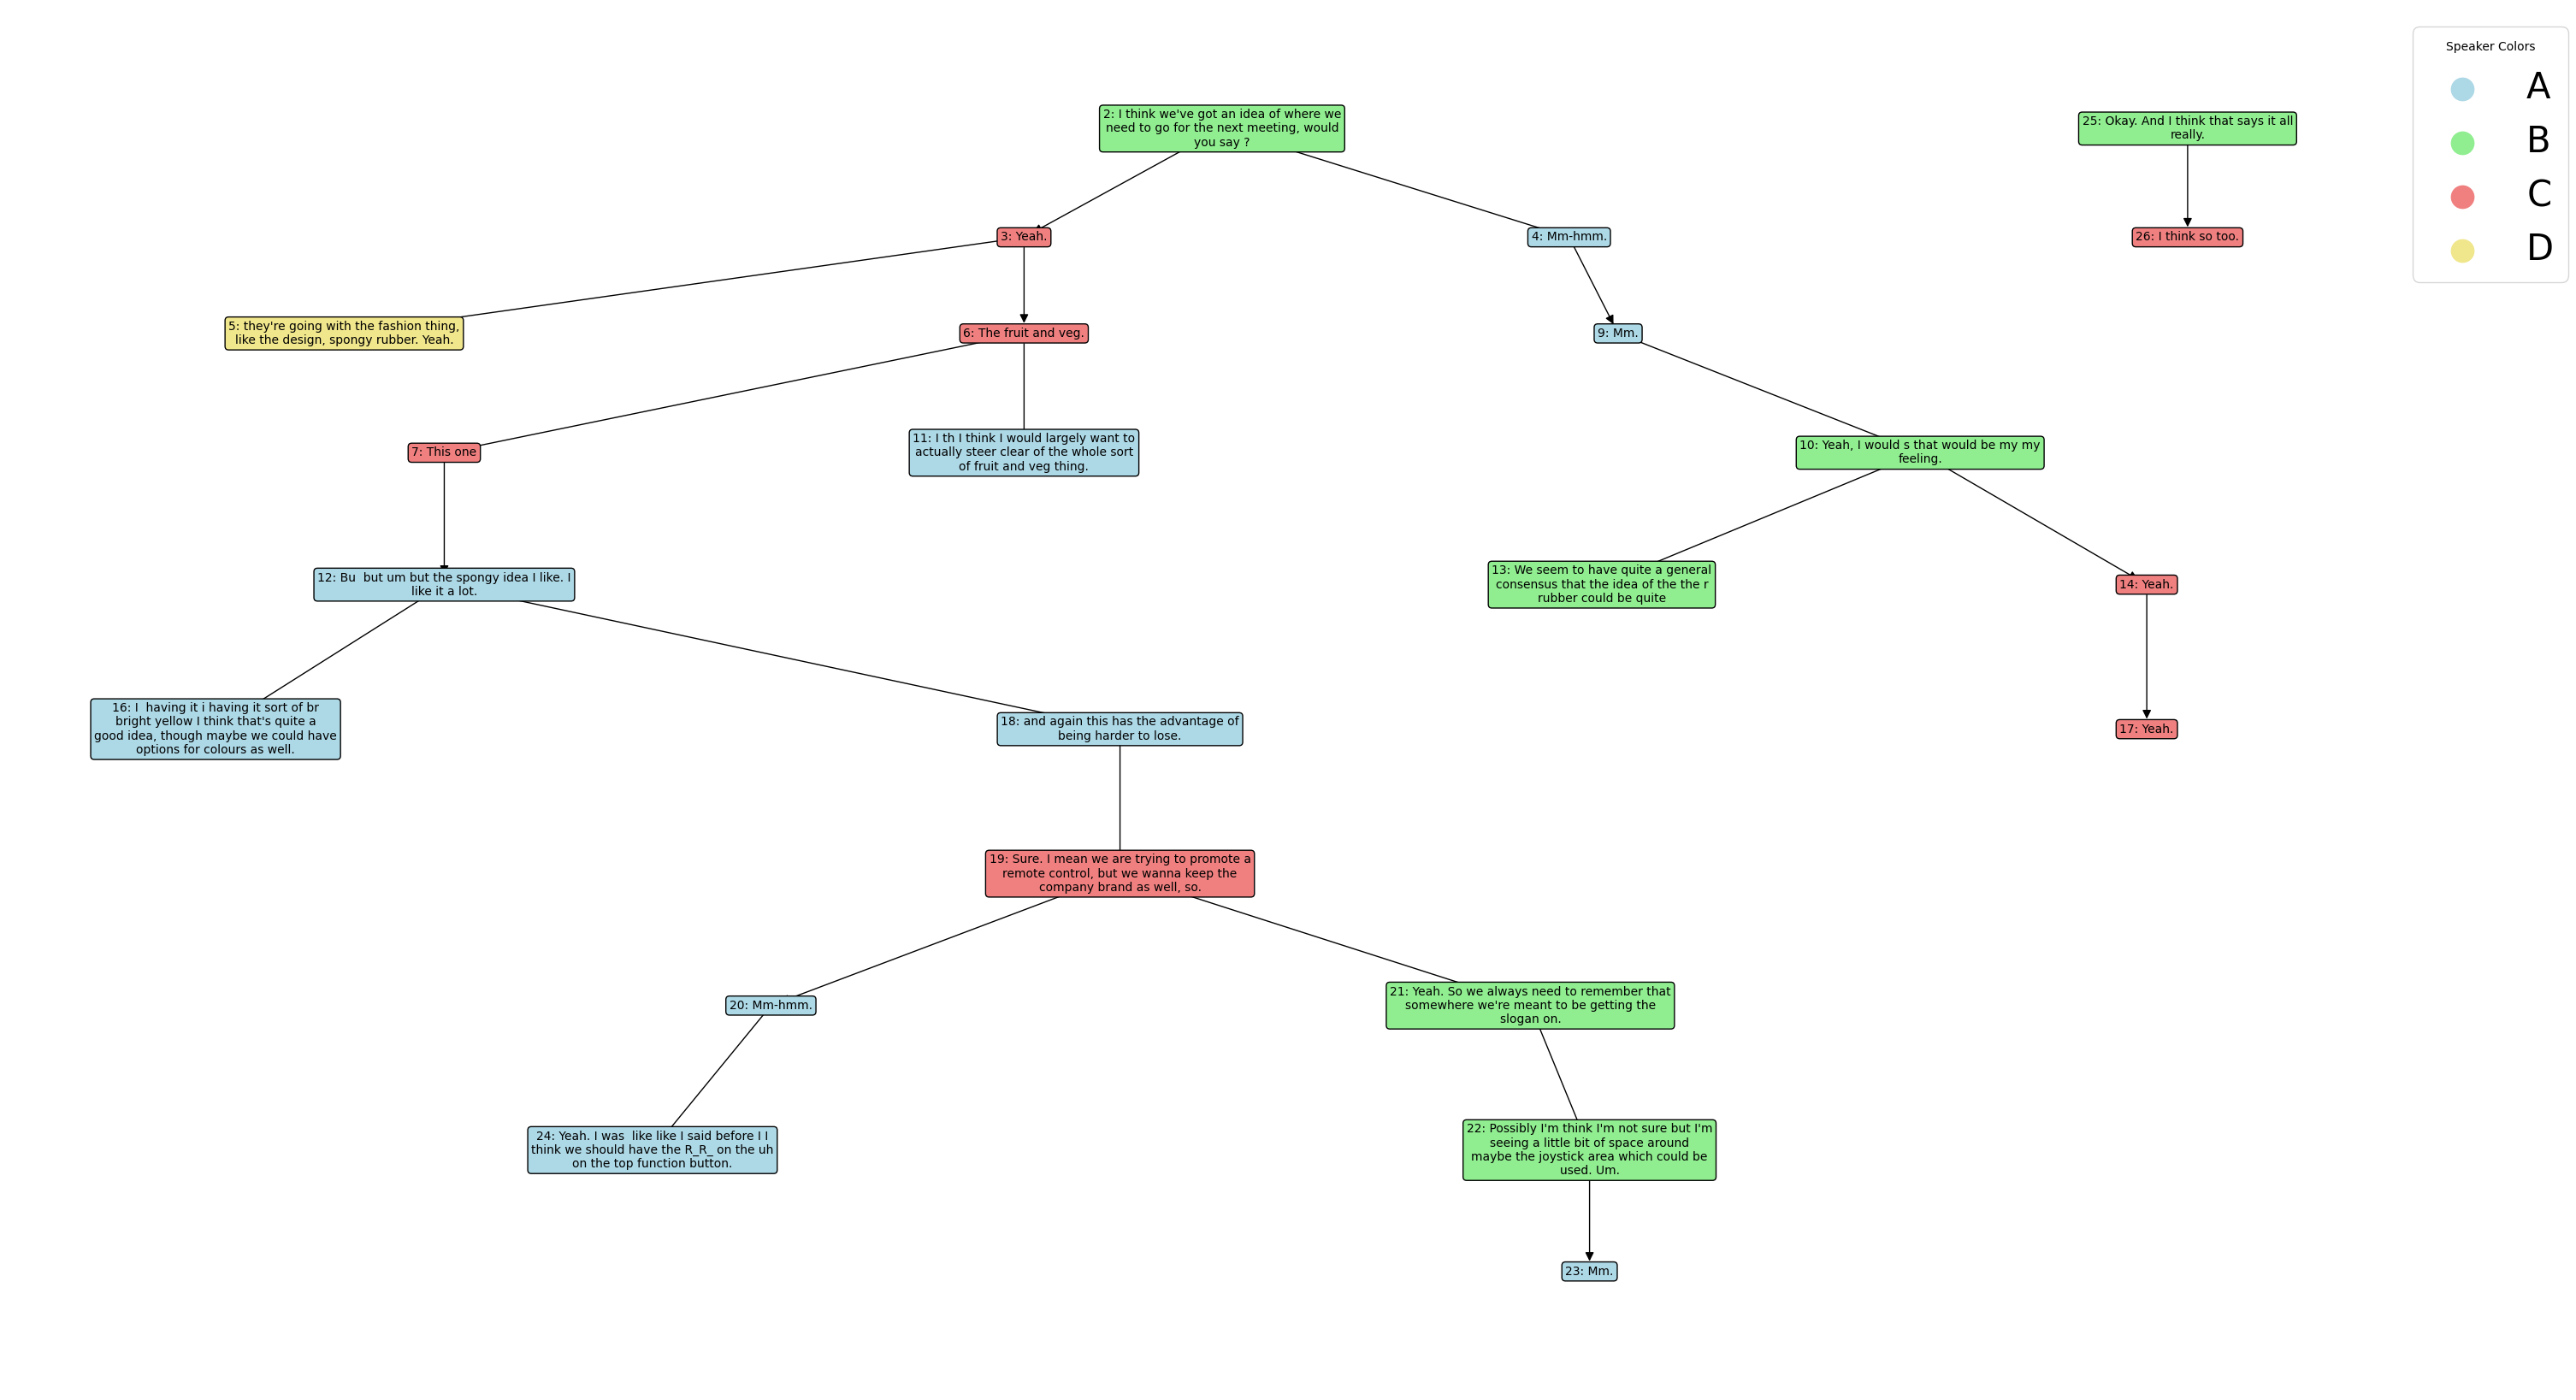 Speaker Colors
A
B
C
D
2: I think we've got an idea of where we
need to go for the next meeting, would
you say ?
25: Okay. And I think that says it all
really.
3: Yeah.
4: Mm-hmm.
26: I think so too.
5: they're going with the fashion thing,
like the design, spongy rubber. Yeah.
6: The fruit and veg.
9: Mm.
7: This one
11: I th I think I would largely want to
actually steer clear of the whole sort
of fruit and veg thing.
10: Yeah, I would s that would be my my
feeling.
12: Bu  but um but the spongy idea I like. I
like it a lot.
13: We seem to have quite a general
consensus that the idea of the the r
rubber could be quite
14: Yeah.
16: I  having it i having it sort of br
bright yellow I think that's quite a
good idea, though maybe we could have
options for colours as well.
18: and again this has the advantage of
being harder to lose.
17: Yeah.
19: Sure. I mean we are trying to promote a
remote control, but we wanna keep the
company brand as well, so.
20: Mm-hmm.
21: Yeah. So we always need to remember that
somewhere we're meant to be getting the
slogan on.
24: Yeah. I was  like like I said before I I
think we should have the R_R_ on the uh
on the top function button.
22: Possibly I'm think I'm not sure but I'm
seeing a little bit of space around
maybe the joystick area which could be
used. Um.
23: Mm.